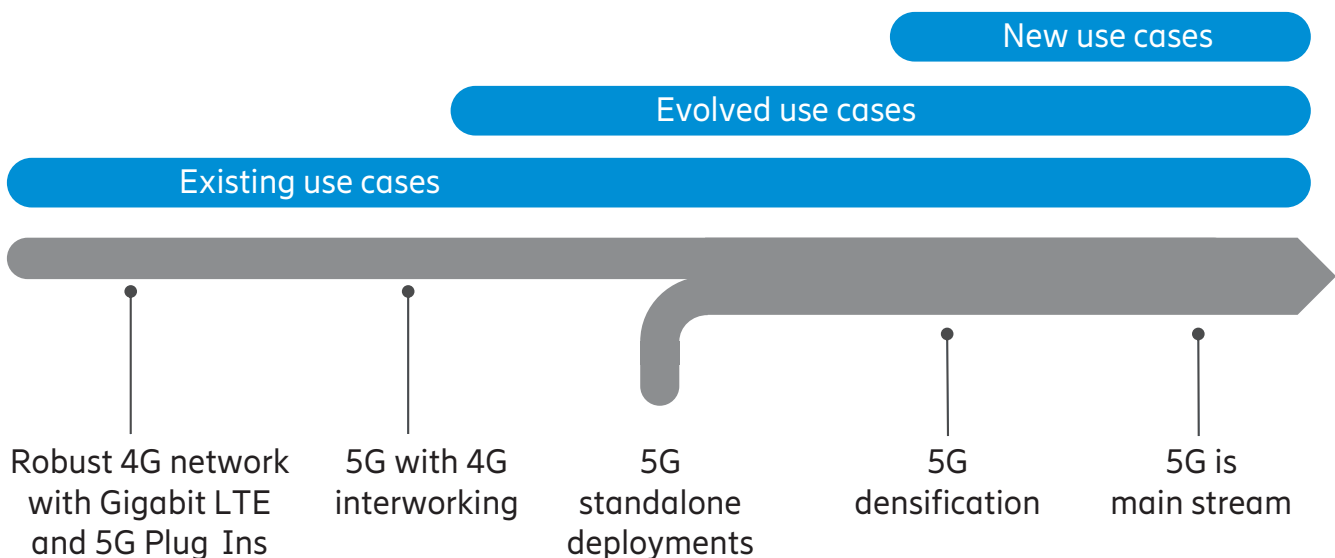 New use cases
Evolved use cases
Existing use cases
Robust 4G network
with Gigabit LTE
and 5G Plug Ins
5G with 4G
interworking
5G
standalone
deployments
5G
densification
5G is
main stream